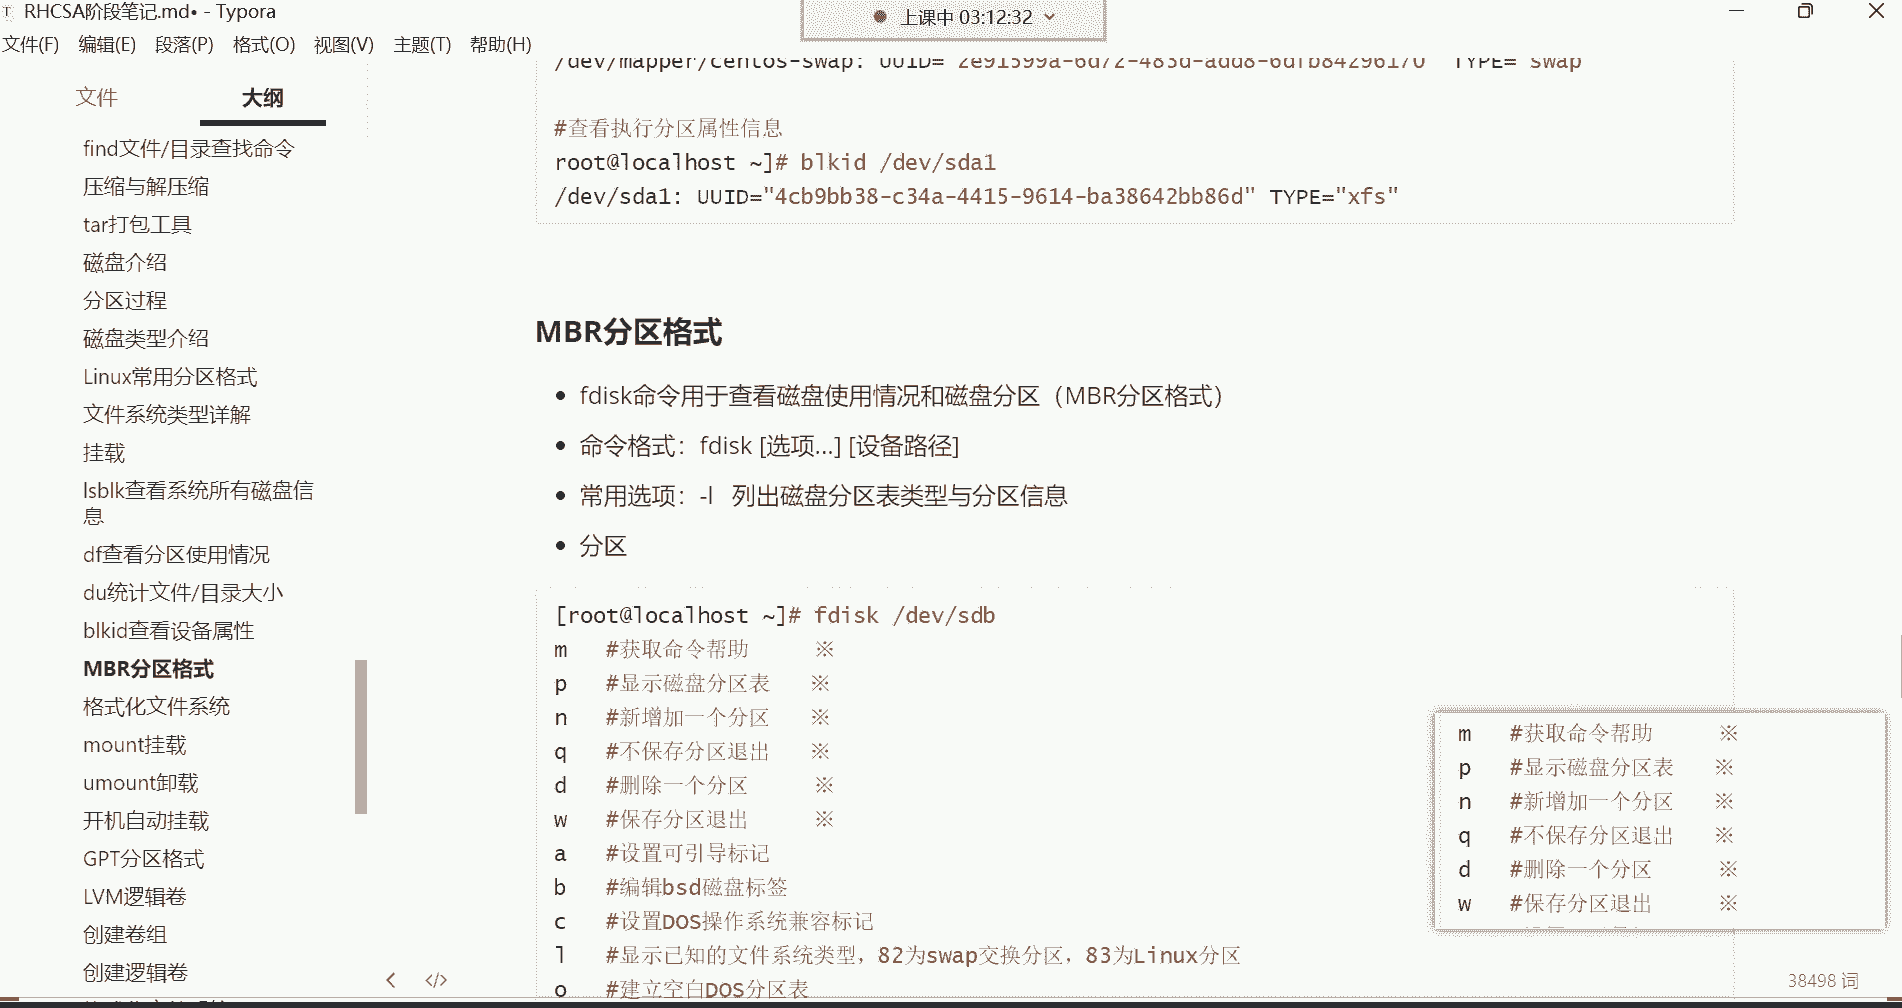 RHCSA阶段笔记.md• - Typora
上课中 03:12:32
文件(F) 编辑(E) 段落(P) 格式(O) 视图(V) 主题(T) 帮助(H)
文件 大纲
find文件/目录查找命令
压缩与解压缩
tar打包工具
磁盘介绍
分区过程
磁盘类型介绍
Linux常用分区格式
文件系统类型详解
挂载
lsblk查看系统所有磁盘信
息
df查看分区使用情况
du统计文件/目录大小
blkid查看设备属性
MBR分区格式
格式化文件系统
mount挂载
umount卸载
开机自动挂载
GPT分区格式
LVM逻辑卷
创建卷组
创建逻辑卷
/dev/mapper/centos-swap: UUID="2e91599a-6d72-483d-add8-6dfb84296170" TYPE="swap
#查看执行分区属性信息
root@localhost ~]# blkid /dev/sda1
/dev/sda1: UUID="4cb9bb38-c34a-4415-9614-ba38642bb86d" TYPE="xfs"
MBR分区格式
• fdisk命令用于查看磁盘使用情况和磁盘分区（MBR分区格式）
• 命令格式：fdisk [选项...] [设备路径]
• 常用选项：-l 列出磁盘分区表类型与分区信息
• 分区
[root@localhost ~]# fdisk /dev/sdb
m #获取命令帮助 ※
p #显示磁盘分区表 ※
n #新增加一个分区 ※
q #不保存分区退出 ※
d #删除一个分区 ※
w #保存分区退出 ※
a #设置可引导标记
b #编辑bsd磁盘标签
c #设置DOS操作系统兼容标记
l #显示已知的文件系统类型，82为swap交换分区，83为Linux分区
o #建立空白DOS分区表
m #获取命令帮助 ※
p #显示磁盘分区表 ※
n #新增加一个分区 ※
q #不保存分区退出 ※
d #删除一个分区 ※
w #保存分区退出 ※
38498 词